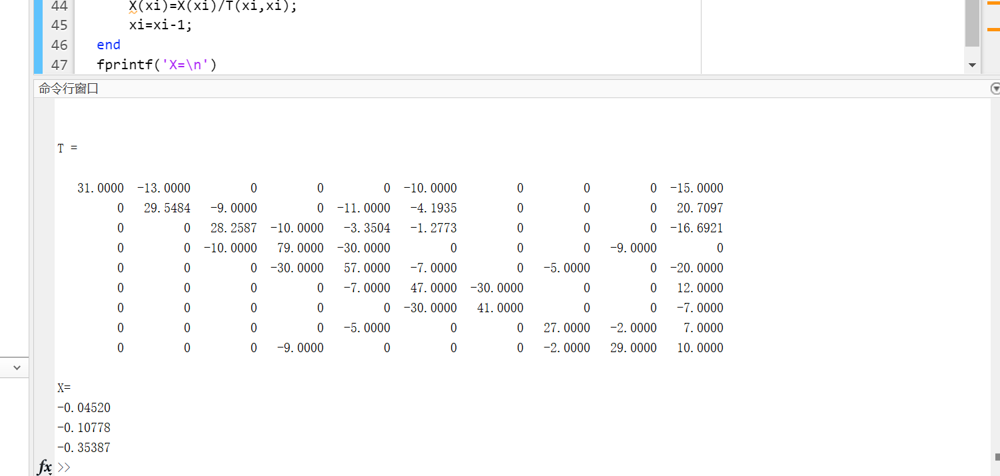 44 X(xi)=X(xi)/T(xi,xi);
45 xi=xi-1;
46 end
47 fprintf('X=\n')
命令行窗口
T =
31.0000 -13.0000 0 0 0 -10.0000 0 0 0 -15.0000
0 29.5484 -9.0000 0 -11.0000 -4.1935 0 0 0 20.7097
0 0 28.2587 -10.0000 -3.3504 -1.2773 0 0 0 -16.6921
0 0 -10.0000 79.0000 -30.0000 0 0 0 -9.0000 0
0 0 0 -30.0000 57.0000 -7.0000 0 -5.0000 0 -20.0000
0 0 0 0 -7.0000 47.0000 -30.0000 0 0 12.0000
0 0 0 0 0 -30.0000 41.0000 0 0 -7.0000
0 0 0 0 -5.0000 0 0 27.0000 -2.0000 7.0000
0 0 0 -9.0000 0 0 0 -2.0000 29.0000 10.0000
X=
-0.04520
-0.10778
-0.35387
fx >>